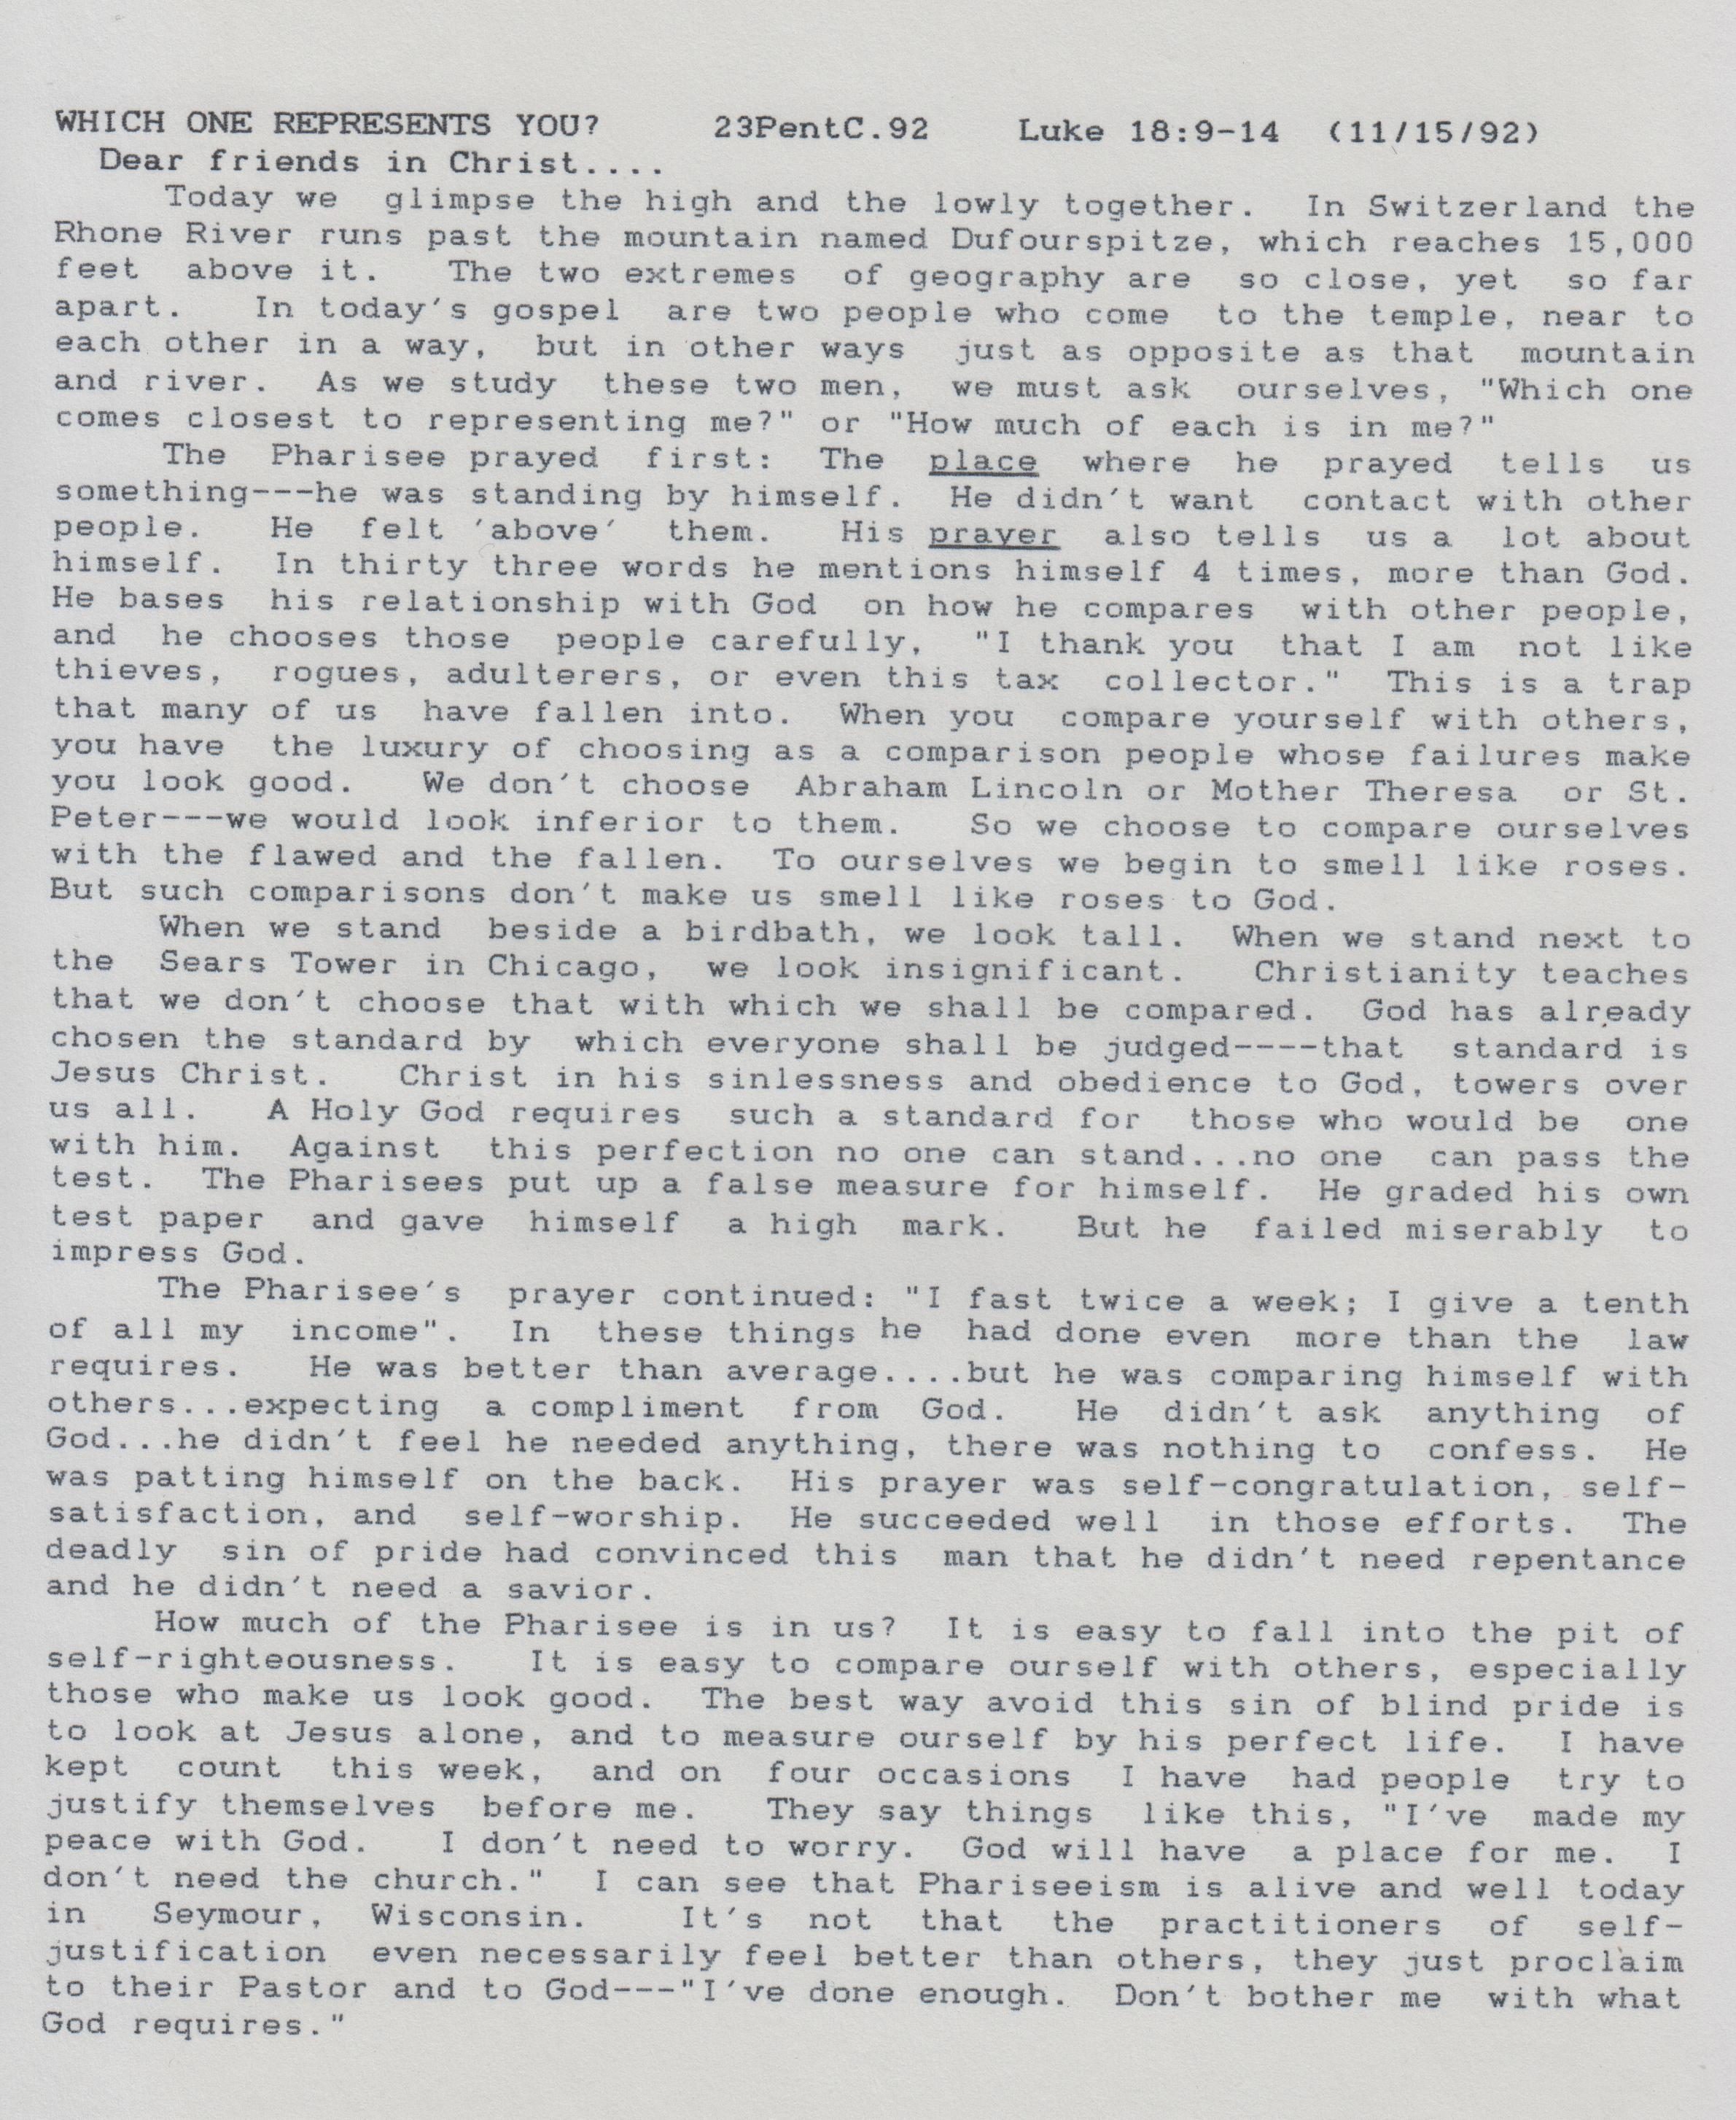 WHICH ONE REPRESENTS YOU? 23PentC.92 Luke 18:9-14 (11/15/92)
Dear friends in Christ....
Today we glimpse the high and the lowly together. In Switzerland the
Rhone River runs past the mountain named Dufourspitze, which reaches 15,000
feet above it. The two extremes of geography are so close, yet so far
apart. In today's gospel are two people who come to the temple, near to
each other in a way, but in other ways just as opposite as that mountain
and river. As we study these two men, we must ask ourselves, "Which one
comes closest to representing me?" or "How much of each is in me?"
The Pharisee prayed first: The place where he prayed tells us
something---he was standing by himself. He didn't want contact with other
people. He felt 'above' them. His prayer also tells us a lot about
himself. In thirty three words he mentions himself 4 times, more than God.
He bases his relationship with God on how he compares with other people,
and he chooses those people carefully, "I thank you that I am not like
thieves, rogues, adulterers, or even this tax collector." This is a trap
that many of us have fallen into. When you compare yourself with others,
you have the luxury of choosing as a comparison people whose failures make
you look good. We don't choose Abraham Lincoln or Mother Theresa or St.
Peter---we would look inferior to them. So we choose to compare ourselves
with the flawed and the fallen. To ourselves we begin to smell like roses.
But such comparisons don't make us smell like roses to God.
When we stand beside a birdbath, we look tall. When we stand next to
the Sears Tower in Chicago, we look insignificant. Christianity teaches
that we don't choose that with which we shall be compared. God has already
chosen the standard by which everyone shall be judged----that standard is
Jesus Christ. Christ in his sinlessness and obedience to God, towers over
us all. A Holy God requires such a standard for those who would be one
with him. Against this perfection no one can stand...no one can pass the
test. The Pharisees put up a false measure for himself. He graded his own
test paper and gave himself a high mark. But he failed miserably to
impress God.
The Pharisee's prayer continued: "I fast twice a week; I give a tenth
of all my income". In these things he had done even more than the law
requires. He was better than average....but he was comparing himself with
others...expecting a compliment from God. He didn't ask anything of
God...he didn't feel he needed anything, there was nothing to confess. He
was patting himself on the back. His prayer was self-congratulation, self-
satisfaction, and self-worship. He succeeded well in those efforts. The
deadly sin of pride had convinced this man that he didn't need repentance
and he didn't need a savior.
How much of the Pharisee is in us? It is easy to fall into the pit of
self-righteousness. It is easy to compare ourself with others, especially
those who make us look good. The best way avoid this sin of blind pride is
to look at Jesus alone, and to measure ourself by his perfect life. I have
kept count this week, and on four occasions I have had people try to
justify themselves before me. They say things like this, "I've made my
peace with God. I don't need to worry. God will have a place for me. I
don't need the church." I can see that Phariseeism is alive and well today
in Seymour, Wisconsin. It's not that the practitioners of self-
justification even necessarily feel better than others, they just proclaim
to their Pastor and to God---"I've done enough. Don't bother me with what
God requires."